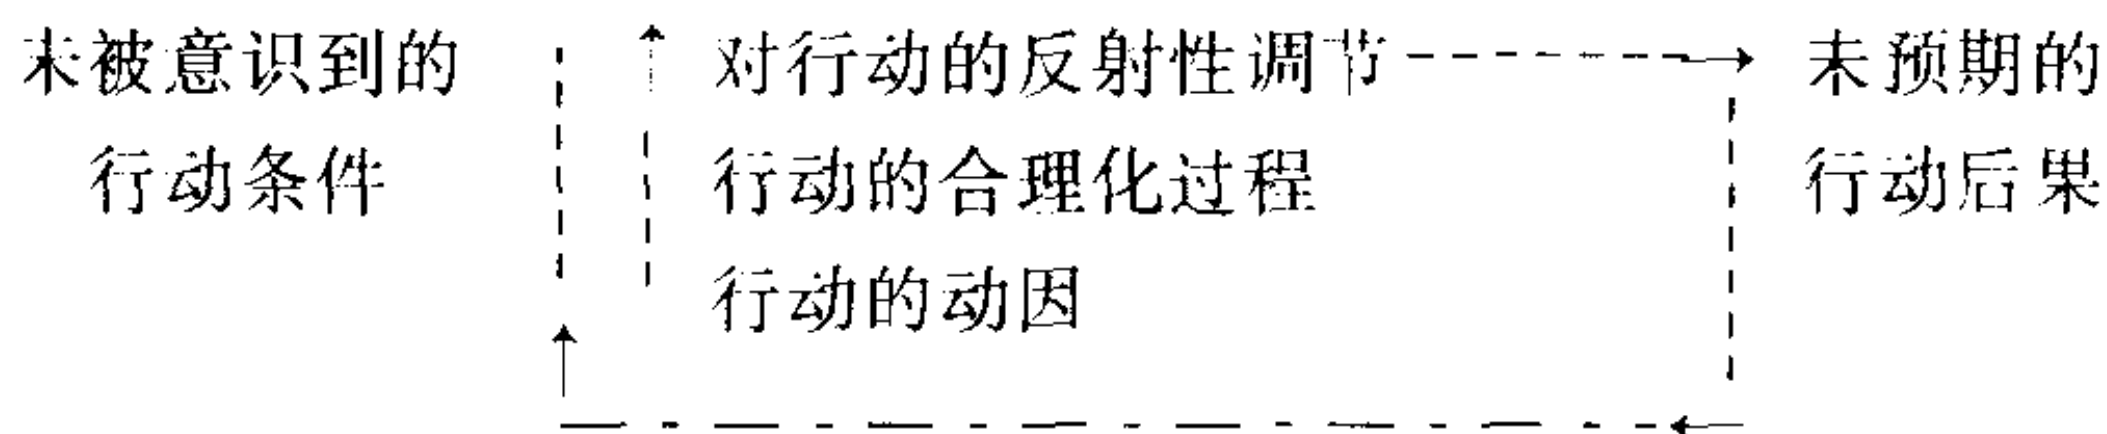 未被意识到的
行动条件
对行动的反射性调节
行动的合理化过程
行动的动因
未预期的
行动后果